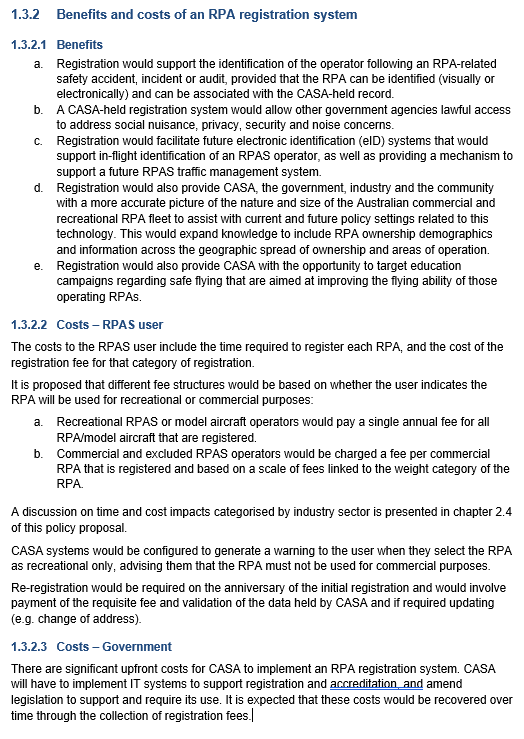 1.3.2 Benefits and costs of an RPA registration system
1.3.2.1 Benefits
a. Registration would support the identification of the operator following an RPA-related
safety accident, incident or audit, provided that the RPA can be identified (visually or
electronically) and can be associated with the CASA-held record.
b. A CASA-held registration system would allow other government agencies lawful access
to address social nuisance, privacy, security and noise concerns.
c. Registration would facilitate future electronic identification (eID) systems that would
support in-flight identification of an RPAS operator, as well as providing a mechanism to
support a future RPAS traffic management system.
d. Registration would also provide CASA, the government, industry and the community
with a more accurate picture of the nature and size of the Australian commercial and
recreational RPA fleet to assist with current and future policy settings related to this
technology. This would expand knowledge to include RPA ownership demographics
and information across the geographic spread of ownership and areas of operation.
e. Registration would also provide CASA with the opportunity to target education
campaigns regarding safe flying that are aimed at improving the flying ability of those
operating RPAs.
1.3.2.2 Costs – RPAS user
The costs to the RPAS user include the time required to register each RPA, and the cost of the
registration fee for that category of registration.
It is proposed that different fee structures would be based on whether the user indicates the
RPA will be used for recreational or commercial purposes:
a. Recreational RPAS or model aircraft operators would pay a single annual fee for all
RPA/model aircraft that are registered.
b. Commercial and excluded RPAS operators would be charged a fee per commercial
RPA that is registered and based on a scale of fees linked to the weight category of the
RPA.
A discussion on time and cost impacts categorised by industry sector is presented in chapter 2.4
of this policy proposal.
CASA systems would be configured to generate a warning to the user when they select the RPA
as recreational only, advising them that the RPA must not be used for commercial purposes.
Re-registration would be required on the anniversary of the initial registration and would involve
payment of the requisite fee and validation of the data held by CASA and if required updating
(e.g. change of address).
1.3.2.3 Costs – Government
There are significant upfront costs for CASA to implement an RPA registration system. CASA
will have to implement IT systems to support registration and accreditation, and amend
legislation to support and require its use. It is expected that these costs would be recovered over
time through the collection of registration fees.